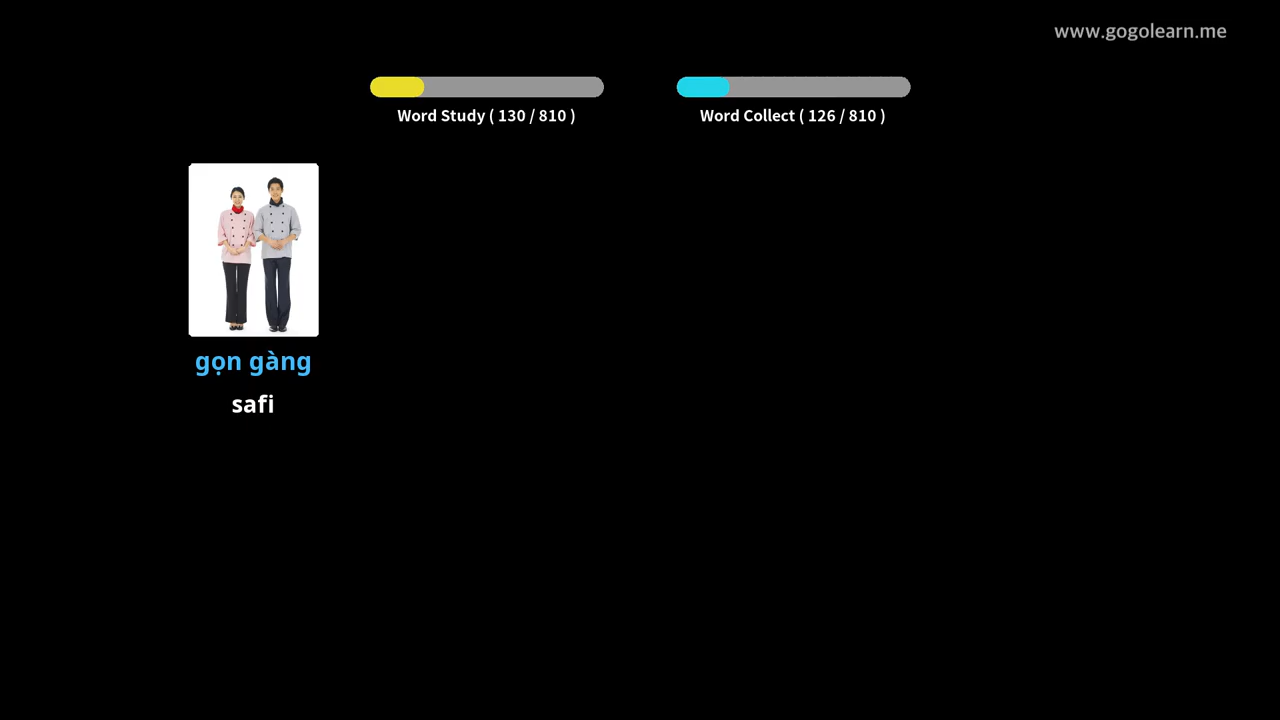 www.gogolearn.me
Word Study ( 130 / 810 )
Word Collect ( 126 / 810 )
gọn gàng
safi